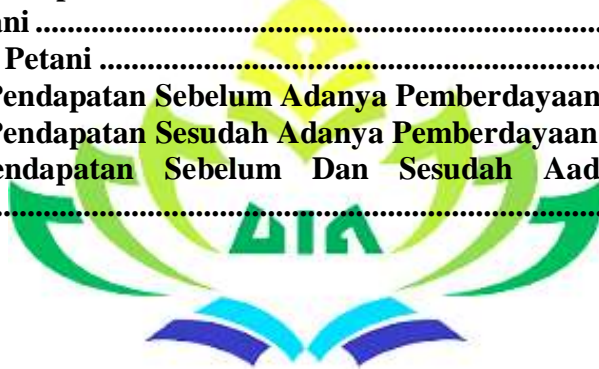 ani ........................................................................
Petani ................................................................
Pendapatan Sebelum Adanya Pemberdayaan
Pendapatan Sesudah Adanya Pemberdayaan
endapatan Sebelum Dan Sesudah Aad
........................................................................